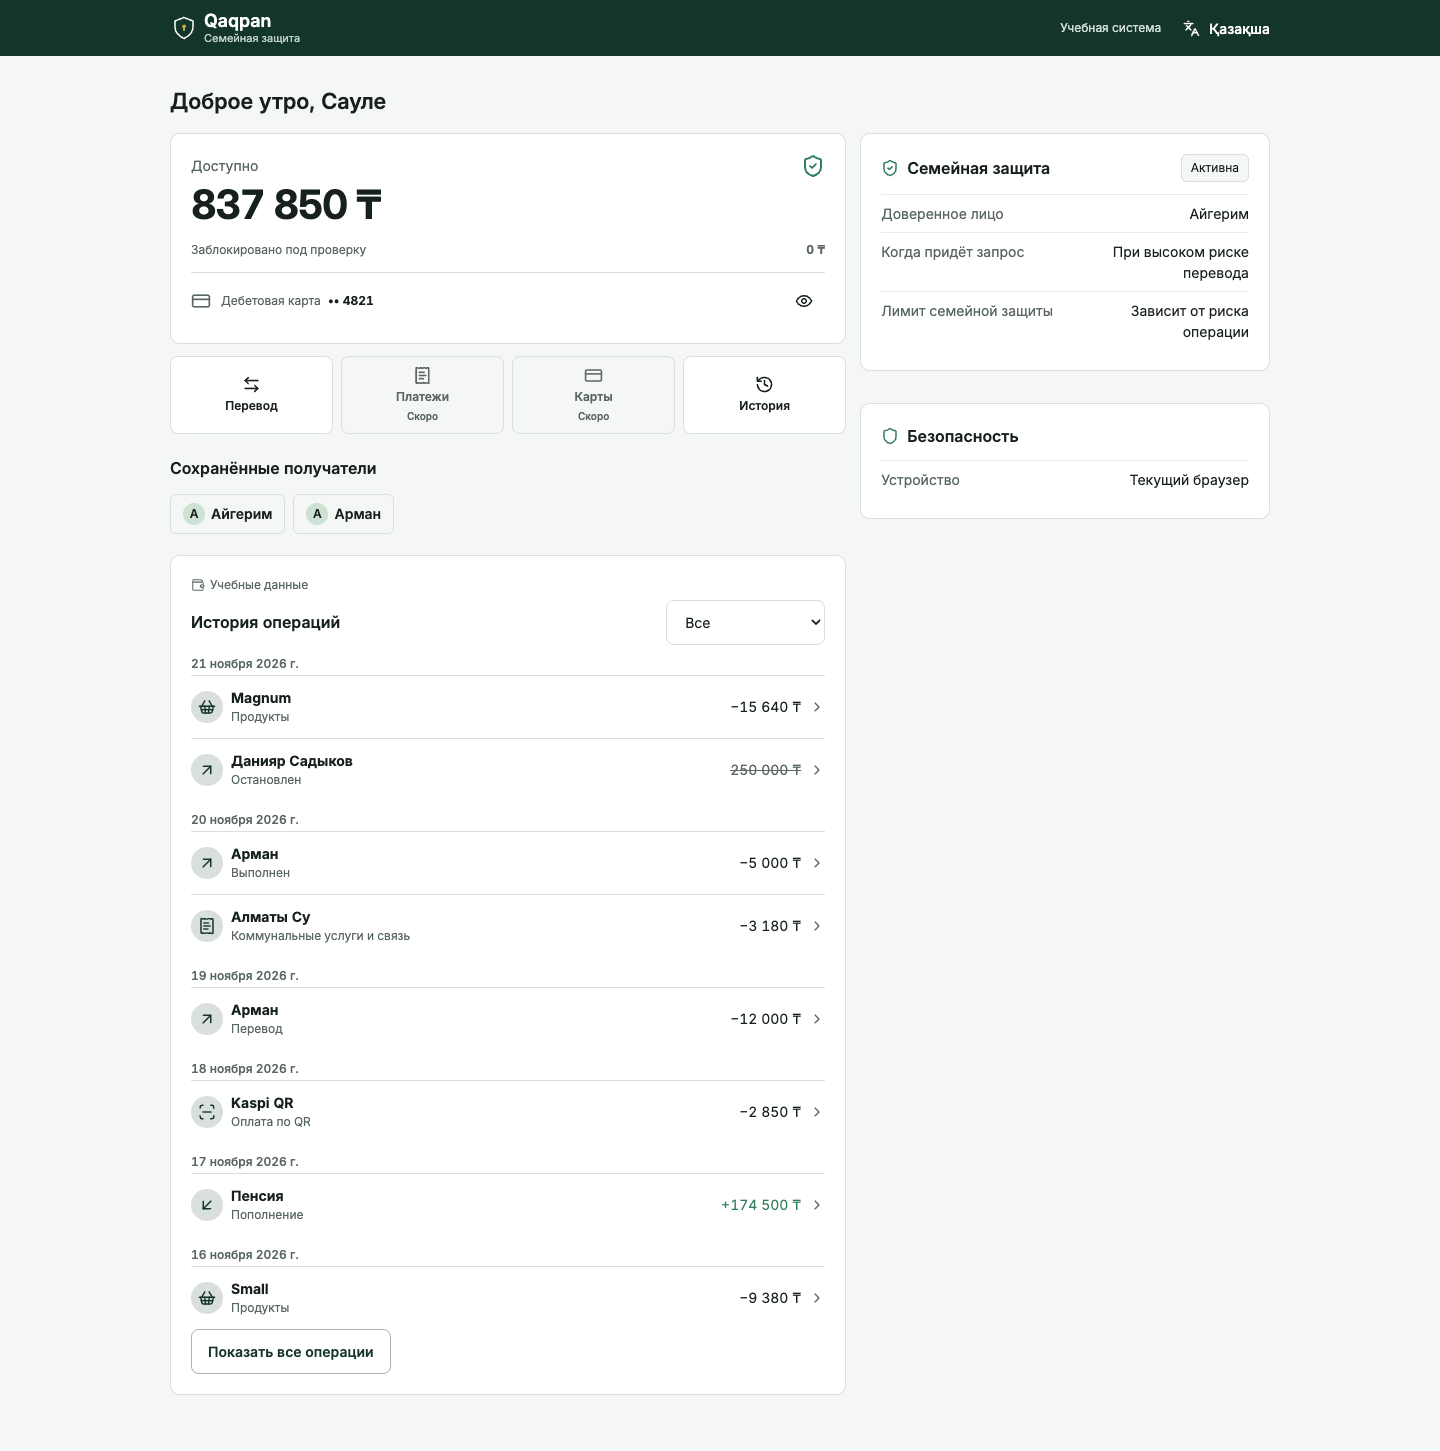 Qaqpan
Семейная защита
Учебная система
Қазақша
Доброе утро, Сауле
Доступно
837 850 ₸
Заблокировано под проверку
0 ₸
Дебетовая карта •• 4821
Перевод
Платежи
Скоро
Карты
Скоро
История
Сохранённые получатели
А Айгерим
А Арман
Учебные данные
История операций
Все
21 ноября 2026 г.
Magnum
Продукты
−15 640 ₸
Данияр Садыков
Остановлен
250 000 ₸
20 ноября 2026 г.
Арман
Выполнен
−5 000 ₸
Алматы Су
Коммунальные услуги и связь
−3 180 ₸
19 ноября 2026 г.
Арман
Перевод
−12 000 ₸
18 ноября 2026 г.
Kaspi QR
Оплата по QR
−2 850 ₸
17 ноября 2026 г.
Пенсия
Пополнение
+174 500 ₸
16 ноября 2026 г.
Small
Продукты
−9 380 ₸
Показать все операции
Семейная защита
Активна
Доверенное лицо
Айгерим
Когда придёт запрос
При высоком риске
перевода
Лимит семейной защиты
Зависит от риска
операции
Безопасность
Устройство
Текущий браузер